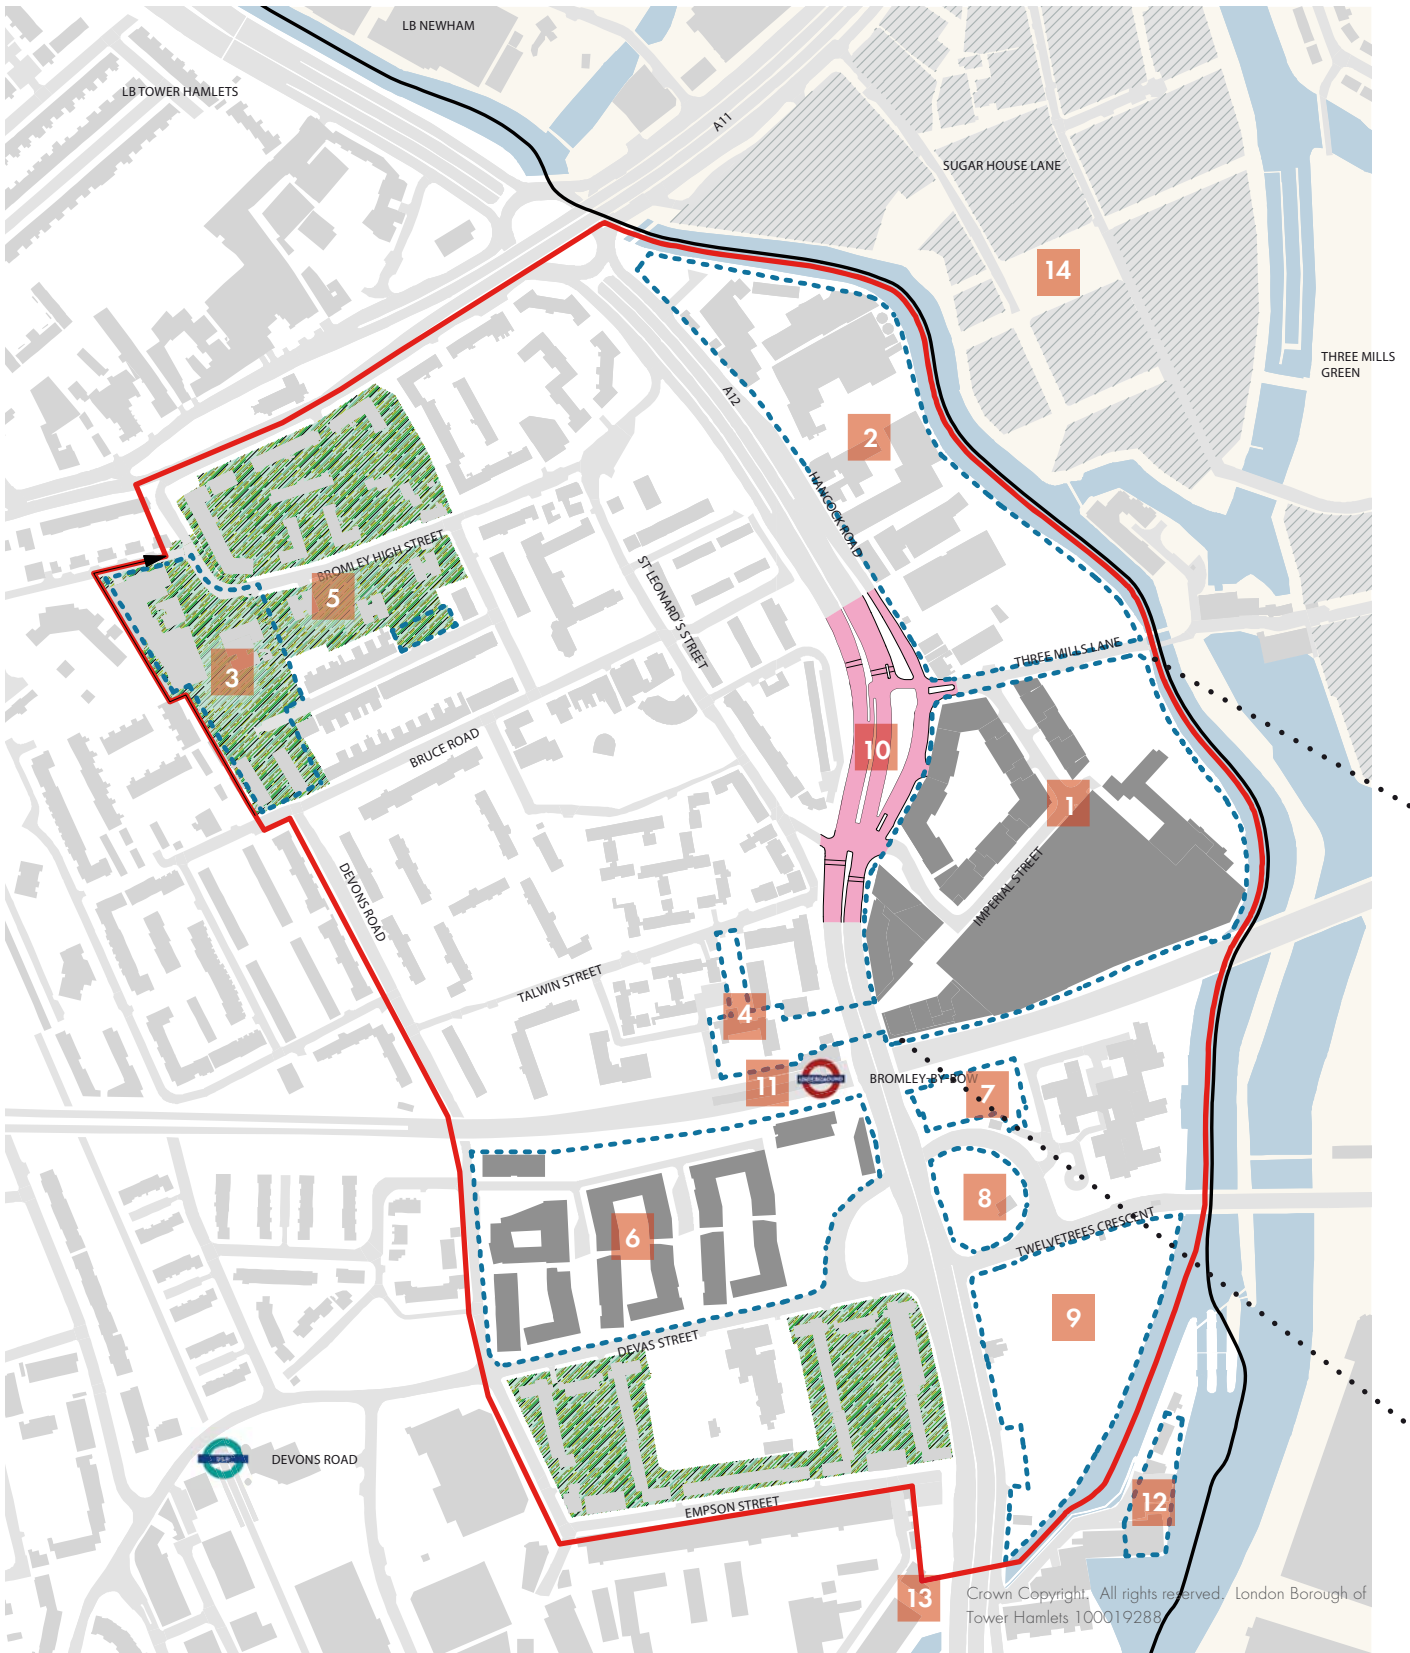 LB NEWHAM
LB TOWER HAMLETS
A11
SUGAR HOUSE LANE
14
THREE MILLS
GREEN
A12
2
HANCOCK ROAD
BROMLEY HIGH STREET
5
ST LEONARD'S STREET
3
THREE MILLS LANE
BRUCE ROAD
10
1
IMPERIAL STREET
DEVONS ROAD
TALWIN STREET
4
11
UNDERGROUND
BROMLEY-BY-BOW
7
8
6
TWELVETREES CRESCENT
9
DEVAS STREET
DLR
DEVONS ROAD
12
EMPSON STREET
13
Crown Copyright. All rights reserved. London Borough of
Tower Hamlets 100019288